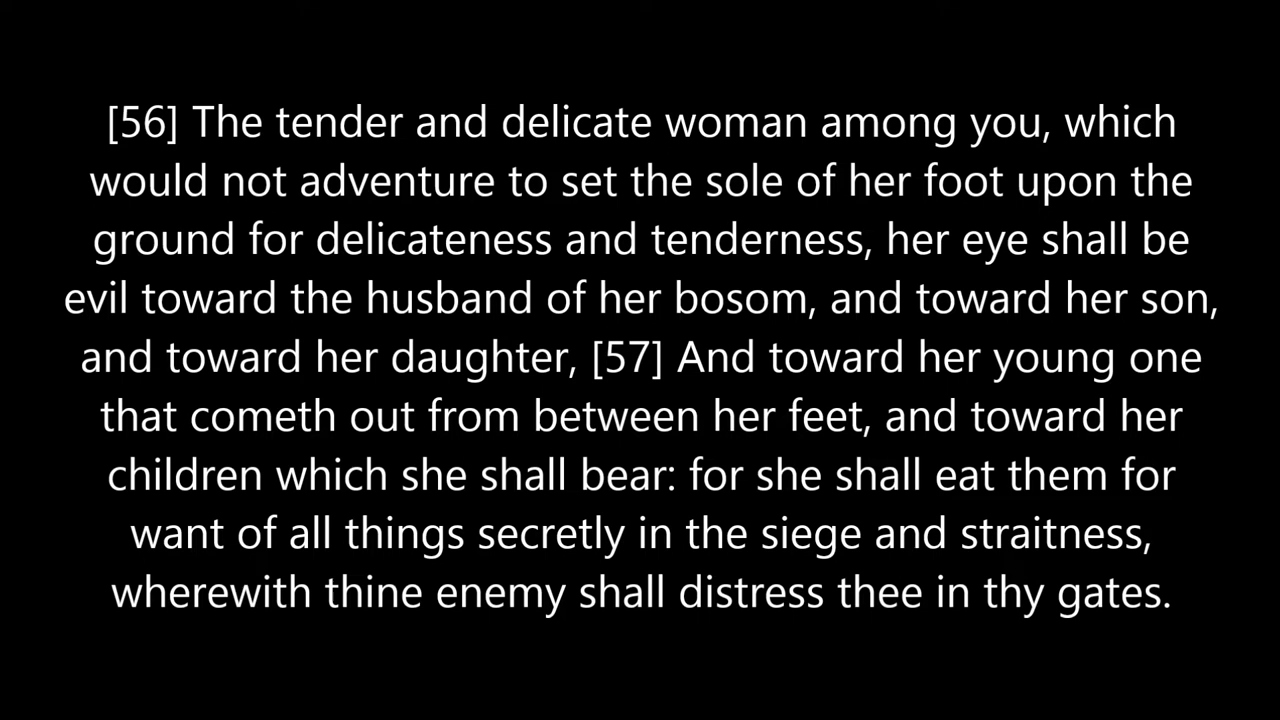 [56] The tender and delicate woman among you, which
would not adventure to set the sole of her foot upon the
ground for delicateness and tenderness, her eye shall be
evil toward the husband of her bosom, and toward her son,
and toward her daughter, [57] And toward her young one
that cometh out from between her feet, and toward her
children which she shall bear: for she shall eat them for
want of all things secretly in the siege and straitness,
wherewith thine enemy shall distress thee in thy gates.